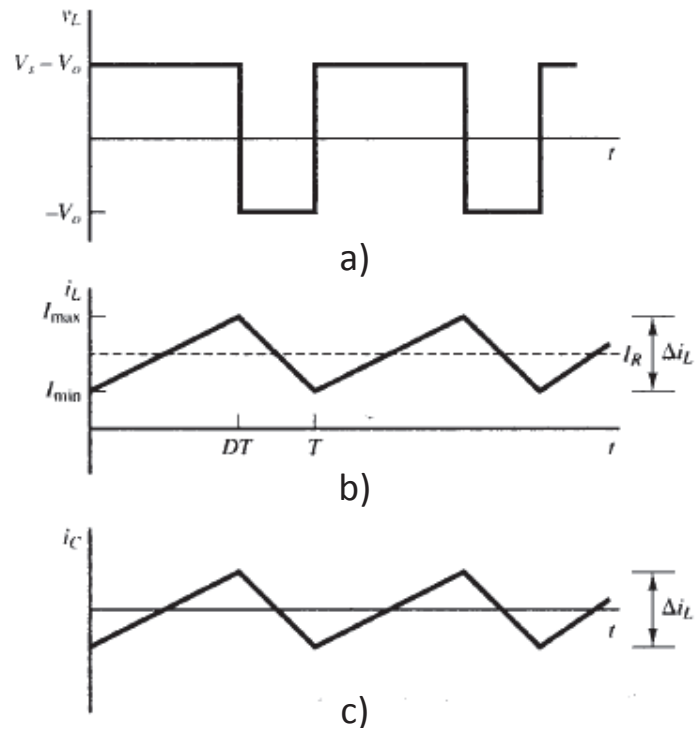 v_L
V_s – V_o
t
–V_o
a)
i_L
I_max
I_R Δi_L
I_min
DT T t
b)
i_C
Δi_L
t
c)